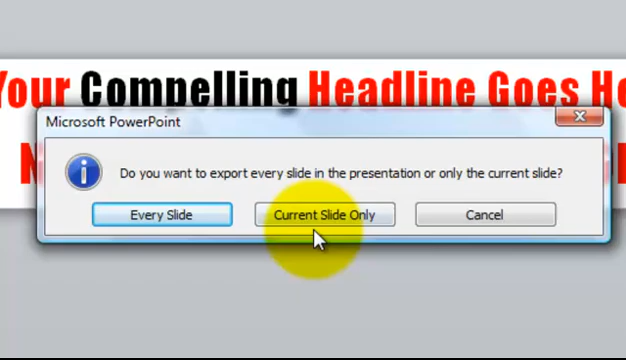 Your Compelling Headline Goes He
Microsoft PowerPoint
N
Do you want to export every slide in the presentation or only the current slide?
Every Slide
Current Slide Only
Cancel